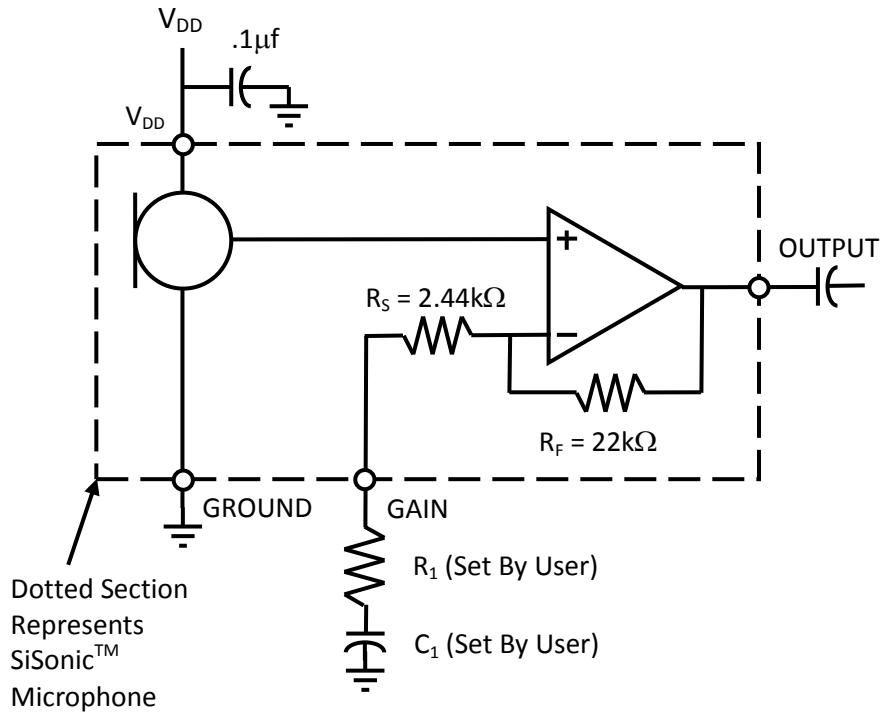 VDD
.1μf
VDD
+
OUTPUT
RS = 2.44kΩ
−
RF = 22kΩ
GROUND
GAIN
R1 (Set By User)
C1 (Set By User)
Dotted Section
Represents
SiSonic™
Microphone